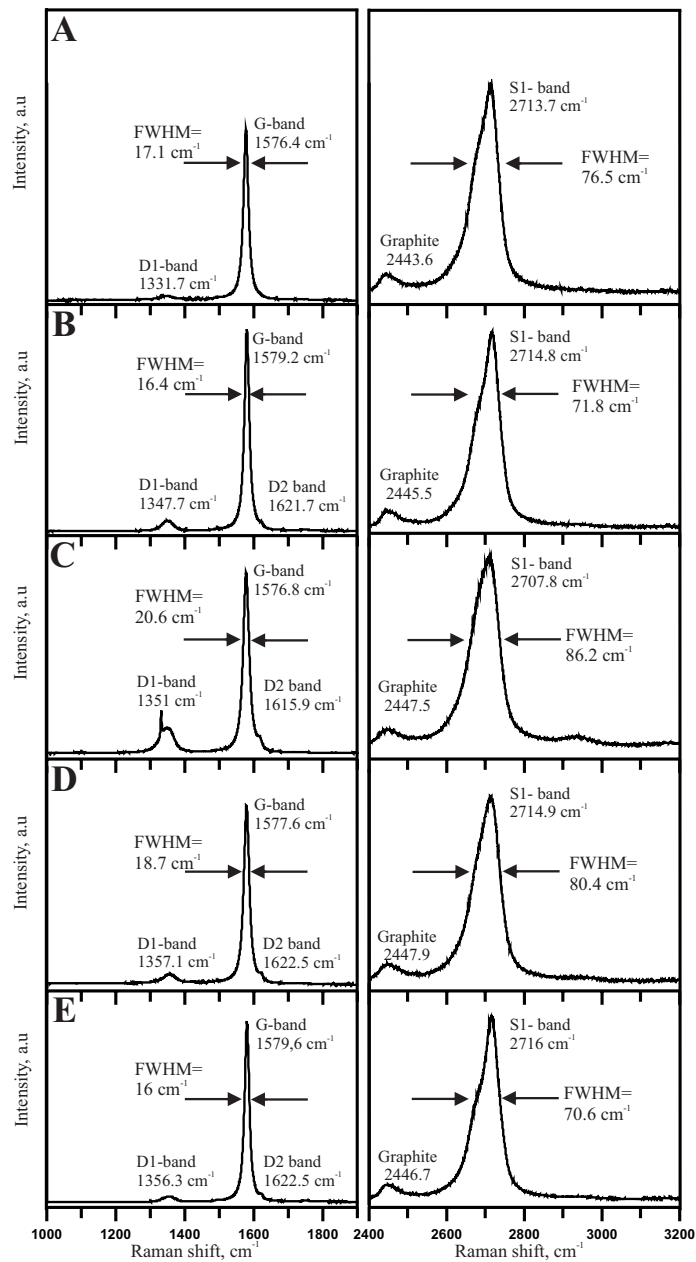 A
Intensity, a.u
FWHM=
17.1 cm⁻¹
G-band
1576.4 cm⁻¹
D1-band
1331.7 cm⁻¹
S1- band
2713.7 cm⁻¹
FWHM=
76.5 cm⁻¹
Graphite
2443.6
B
Intensity, a.u
FWHM=
16.4 cm⁻¹
G-band
1579.2 cm⁻¹
D1-band
1347.7 cm⁻¹
D2 band
1621.7 cm⁻¹
S1- band
2714.8 cm⁻¹
FWHM=
71.8 cm⁻¹
Graphite
2445.5
C
Intensity, a.u
FWHM=
20.6 cm⁻¹
G-band
1576.8 cm⁻¹
D1-band
1351 cm⁻¹
D2 band
1615.9 cm⁻¹
S1- band
2707.8 cm⁻¹
FWHM=
86.2 cm⁻¹
Graphite
2447.5
D
Intensity, a.u
FWHM=
18.7 cm⁻¹
G-band
1577.6 cm⁻¹
D1-band
1357.1 cm⁻¹
D2 band
1622.5 cm⁻¹
S1- band
2714.9 cm⁻¹
FWHM=
80.4 cm⁻¹
Graphite
2447.9
E
Intensity, a.u
FWHM=
16 cm⁻¹
G-band
1579,6 cm⁻¹
D1-band
1356.3 cm⁻¹
D2 band
1622.5 cm⁻¹
S1- band
2716 cm⁻¹
FWHM=
70.6 cm⁻¹
Graphite
2446.7
1000 1200 1400 1600 1800
Raman shift, cm⁻¹
2400 2600 2800 3000 3200
Raman shift, cm⁻¹